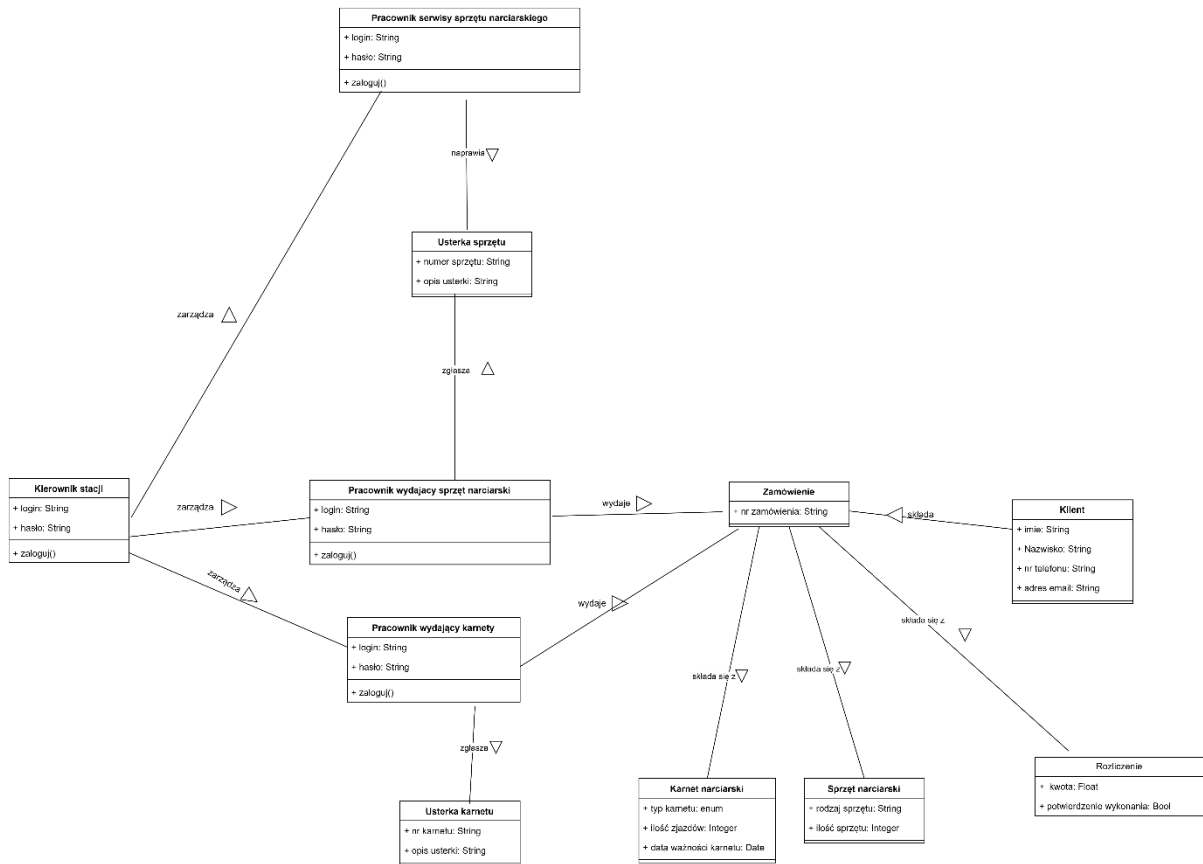 Pracownik serwisy sprzętu narciarskiego
+ login: String
+ hasło: String
+ zaloguj()
naprawia
Usterka sprzętu
+ numer sprzętu: String
+ opis usterki: String
zarządza
zgłasza
Kierownik stacji
+ login: String
+ hasło: String
+ zaloguj()
zarządza
Pracownik wydajacy sprzęt narciarski
+ login: String
+ hasło: String
+ zaloguj()
wydaje
Zamówienie
+ nr zamówienia: String
składa
Klient
+ imie: String
+ Nazwisko: String
+ nr telefonu: String
+ adres email: String
zarządza
wydaje
Pracownik wydający karnety
+ login: String
+ hasło: String
+ zaloguj()
składa się z
składa się z
składa się z
zgłasza
Usterka karnetu
+ nr karnetu: String
+ opis usterki: String
Karnet narciarski
+ typ karnetu: enum
+ ilość zjazdów: Integer
+ data ważności karnetu: Date
Sprzęt narciarski
+ rodzaj sprzętu: String
+ ilość sprzętu: Integer
Rozliczenie
+ kwota: Float
+ potwierdzenie wykonania: Bool